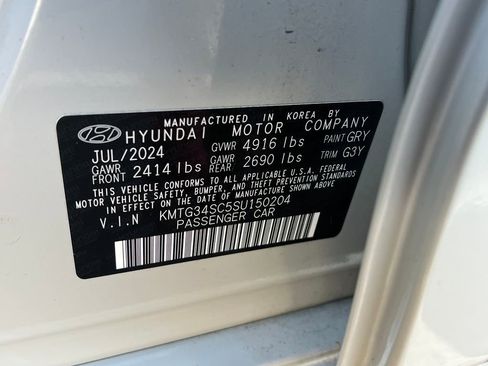 MANUFACTURED IN KOREA BY
HYUNDAI MOTOR COMPANY
JUL/2024 GVWR 4916 lbs PAINT GRY
GAWR FRONT 2414 lbs GAWR REAR 2690 lbs TRIM G3Y
THIS VEHICLE CONFORMS TO ALL APPLICABLE FEDERAL
MOTOR VEHICLE SAFETY, BUMPER, AND THEFT PREVENTION
STANDARDS IN EFFECT ON THE DATE OF MANUFACTURE SHOWN ABOVE.
V.I.N KMTG34SC5SU150204
PASSENGER CAR